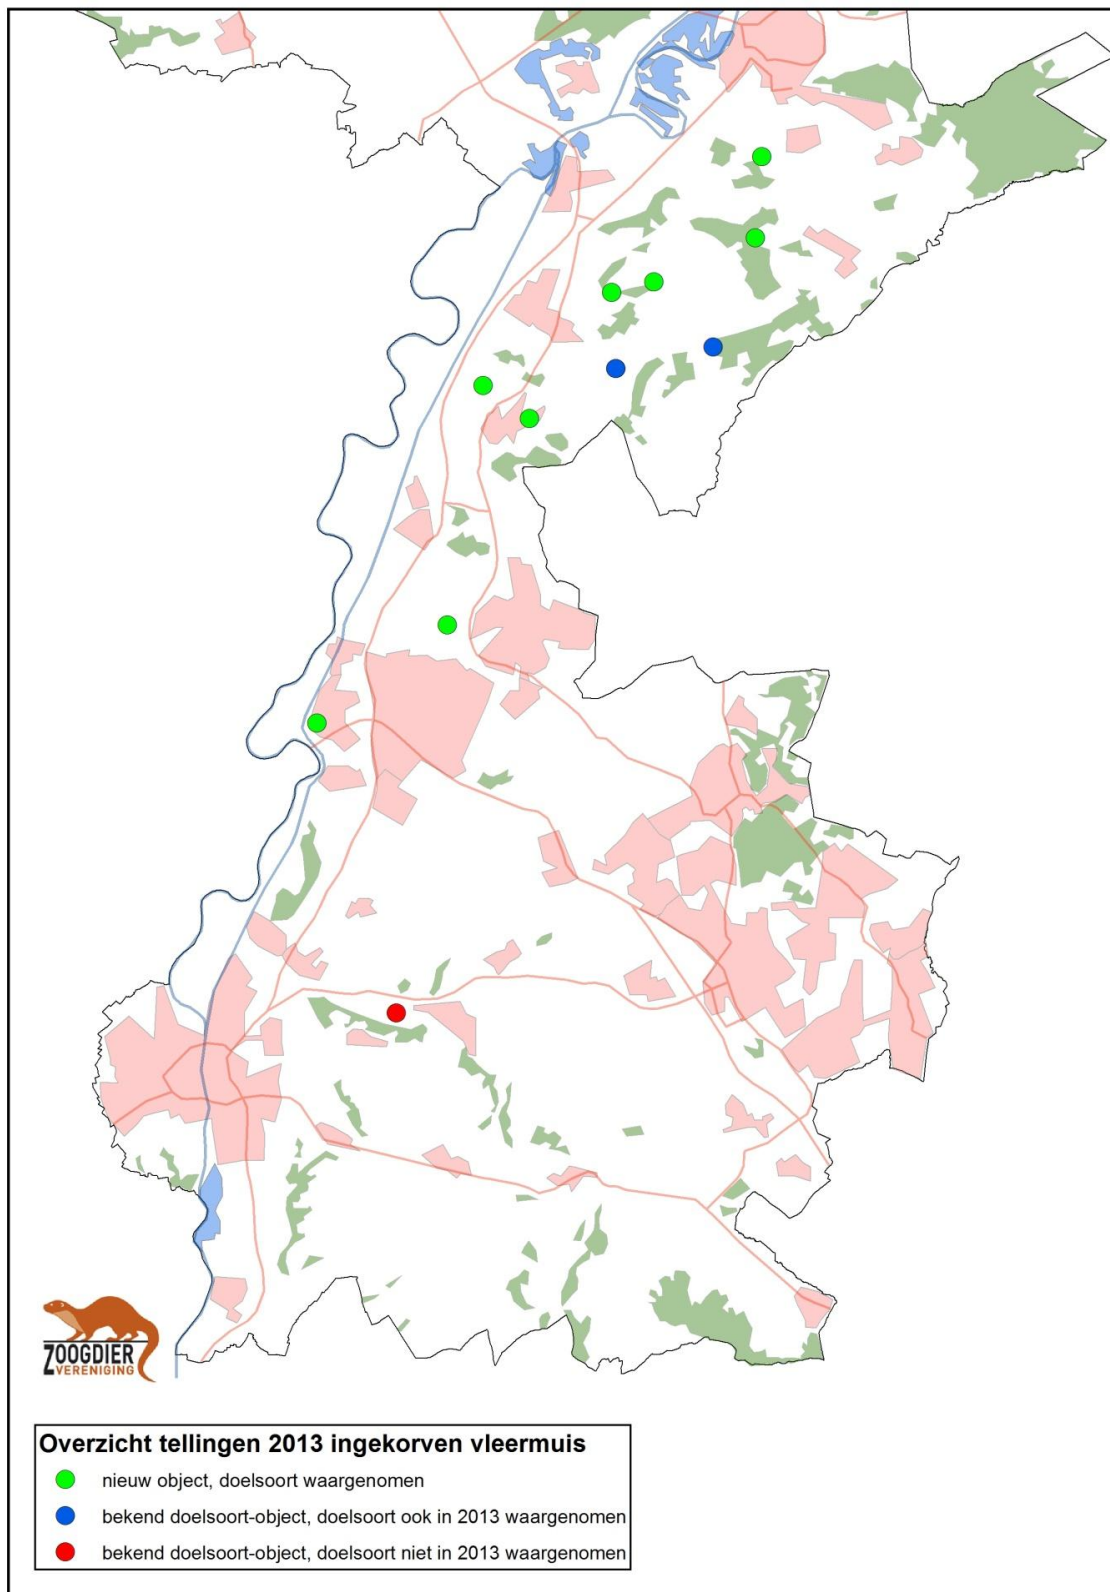 ZOOGDIER
VERENIGING
Overzicht tellingen 2013 ingekorven vleermuis
nieuw object, doelsoort waargenomen
bekend doelsoort-object, doelsoort ook in 2013 waargenomen
bekend doelsoort-object, doelsoort niet in 2013 waargenomen